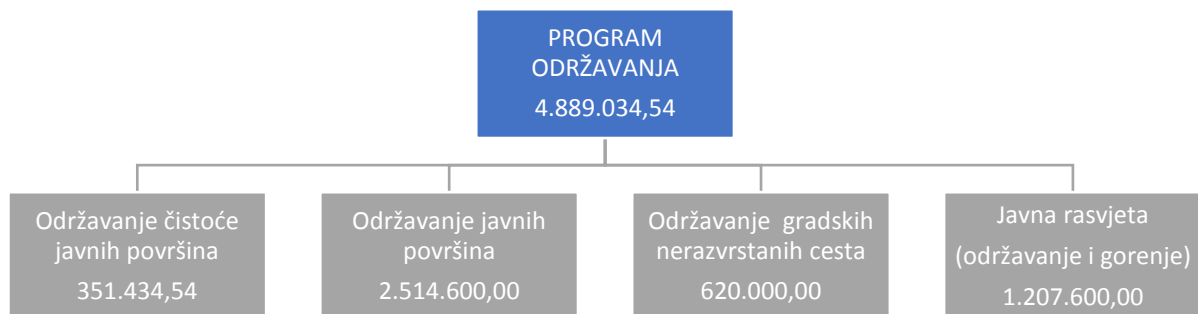 PROGRAM
ODRŽAVANJA
4.889.034,54
Održavanje čistoće
javnih površina
351.434,54
Održavanje javnih
površina
2.514.600,00
Održavanje gradskih
nerazvrstanih cesta
620.000,00
Javna rasvjeta
(održavanje i gorenje)
1.207.600,00